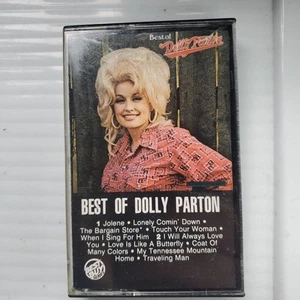 Best of
Dolly Parton
BEST OF DOLLY PARTON
1 Jolene • Lonely Comin' Down •
The Bargain Store* • Touch Your Woman •
When I Sing For Him 2 I Will Always Love
You • Love Is Like A Butterfly • Coat Of
Many Colors • My Tennessee Mountain
Home • Traveling Man